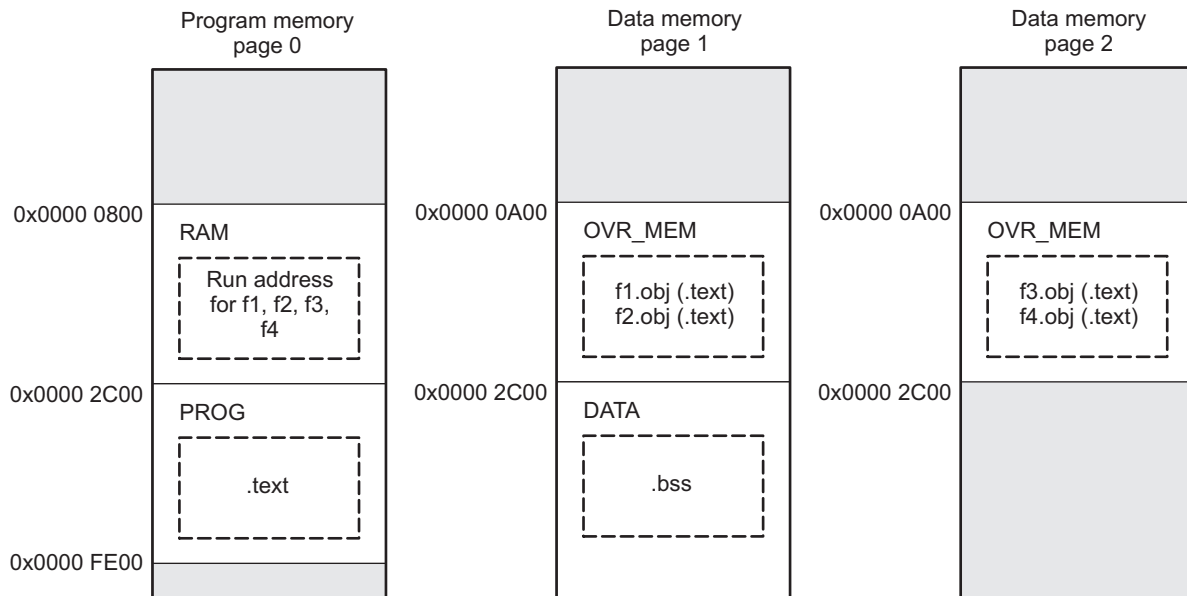 Program memory
page 0
0x0000 0800
RAM
Run address
for f1, f2, f3,
f4
0x0000 2C00
PROG
.text
0x0000 FE00
Data memory
page 1
0x0000 0A00
OVR_MEM
f1.obj (.text)
f2.obj (.text)
0x0000 2C00
DATA
.bss
Data memory
page 2
0x0000 0A00
OVR_MEM
f3.obj (.text)
f4.obj (.text)
0x0000 2C00